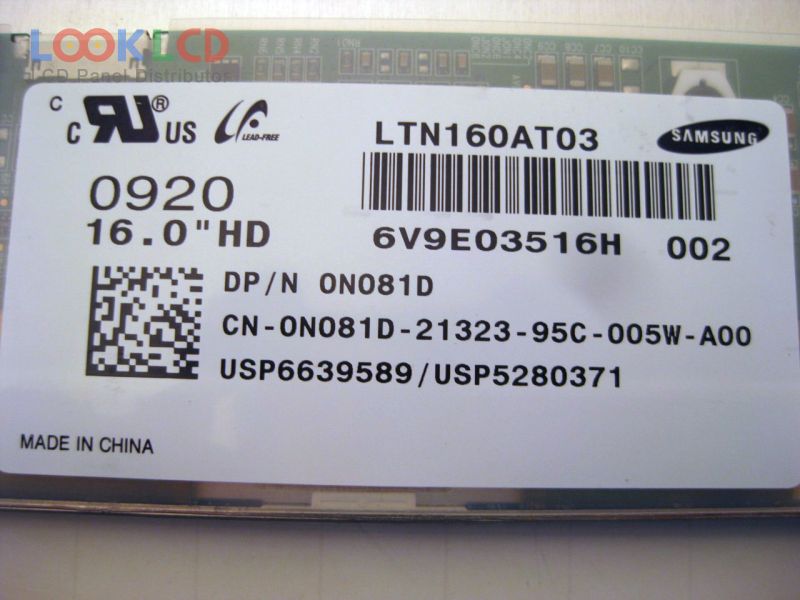 LOOKLCD
LCD Panel Distributor
C
C UR ® US
LEAD-FREE
LTN160AT03
SAMSUNG
0920
16.0"HD
6V9E03516H 002
DP/N 0N081D
CN-0N081D-21323-95C-005W-A00
USP6639589/USP5280371
MADE IN CHINA